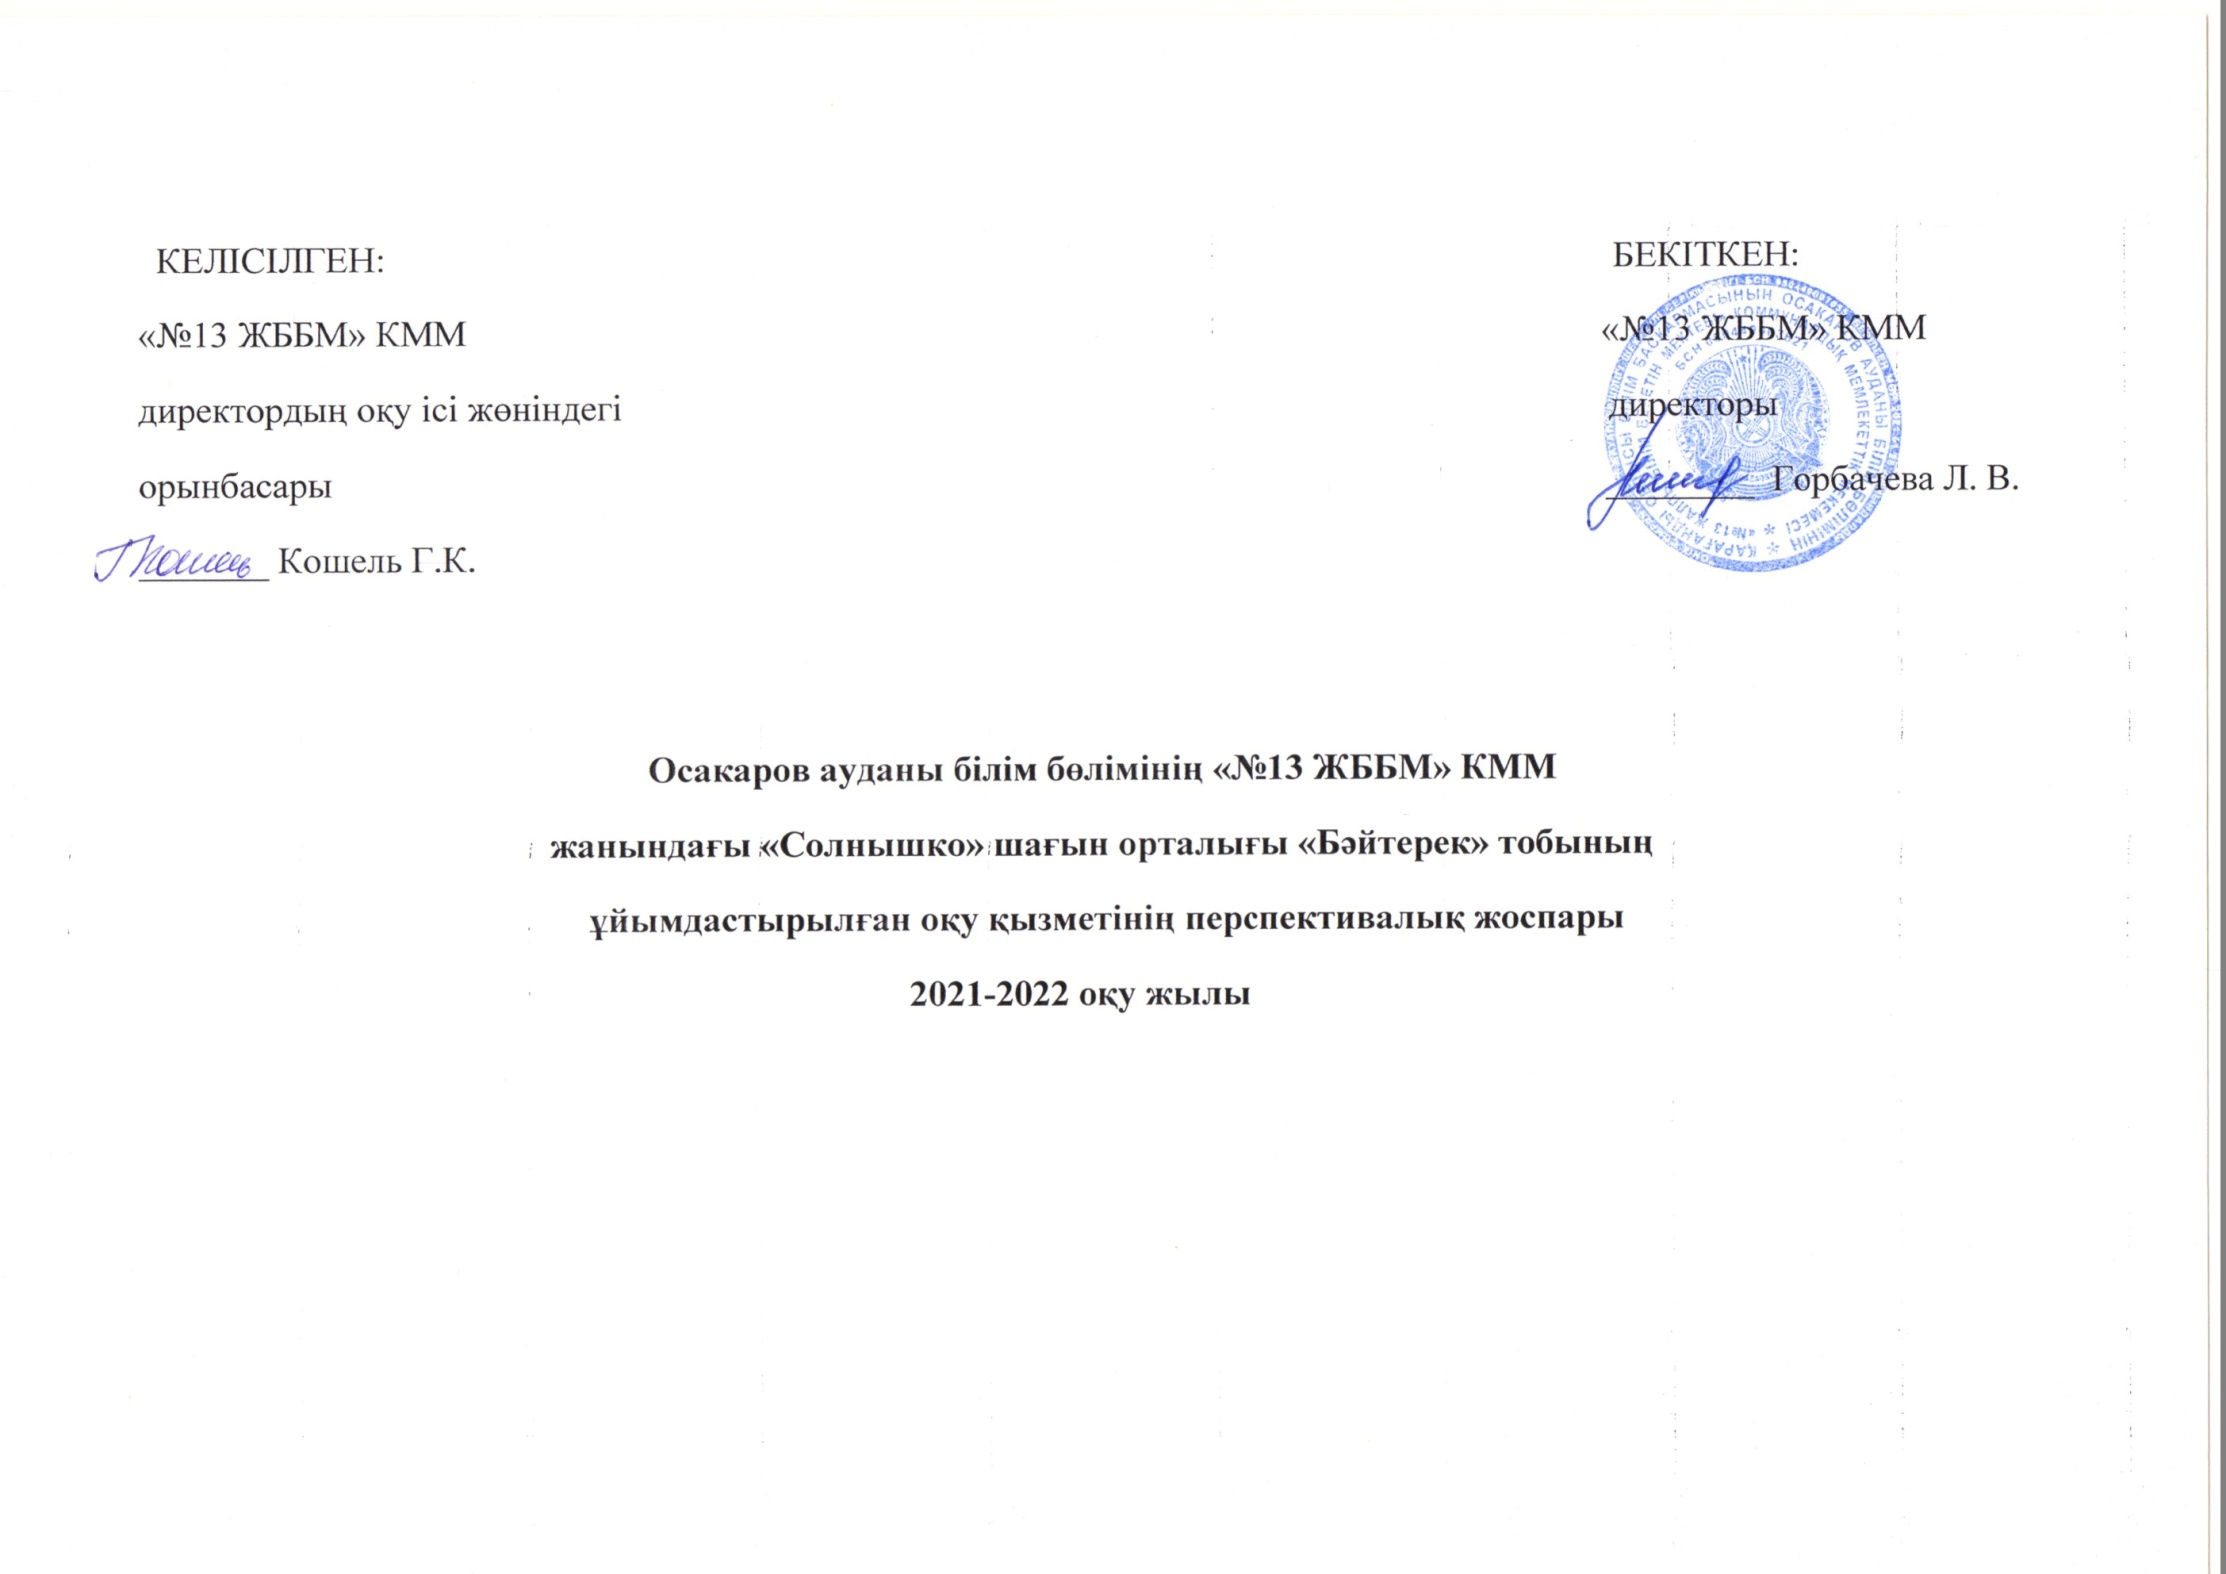 КЕЛІСІЛГЕН:
«№13 ЖББМ» КММ
директордың оқу ісі жөніндегі
орынбасары
Кошель Г.К.
БЕКІТКЕН:
«№13 ЖББМ» КММ
директоры
Горбачева Л. В.
Осакаров ауданы білім бөлімінің «№13 ЖББМ» КММ
жанындағы «Солнышко» шағын орталығы «Бәйтерек» тобының
ұйымдастырылған оқу қызметінің перспективалық жоспары
2021-2022 оқу жылы